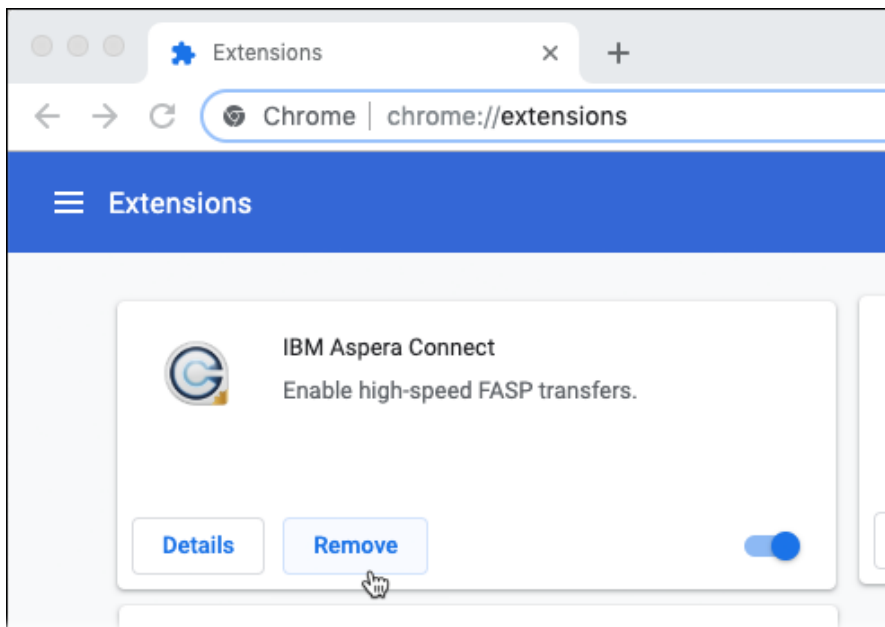 Extensions
Chrome | chrome://extensions
Extensions
IBM Aspera Connect
Enable high-speed FASP transfers.
Details Remove